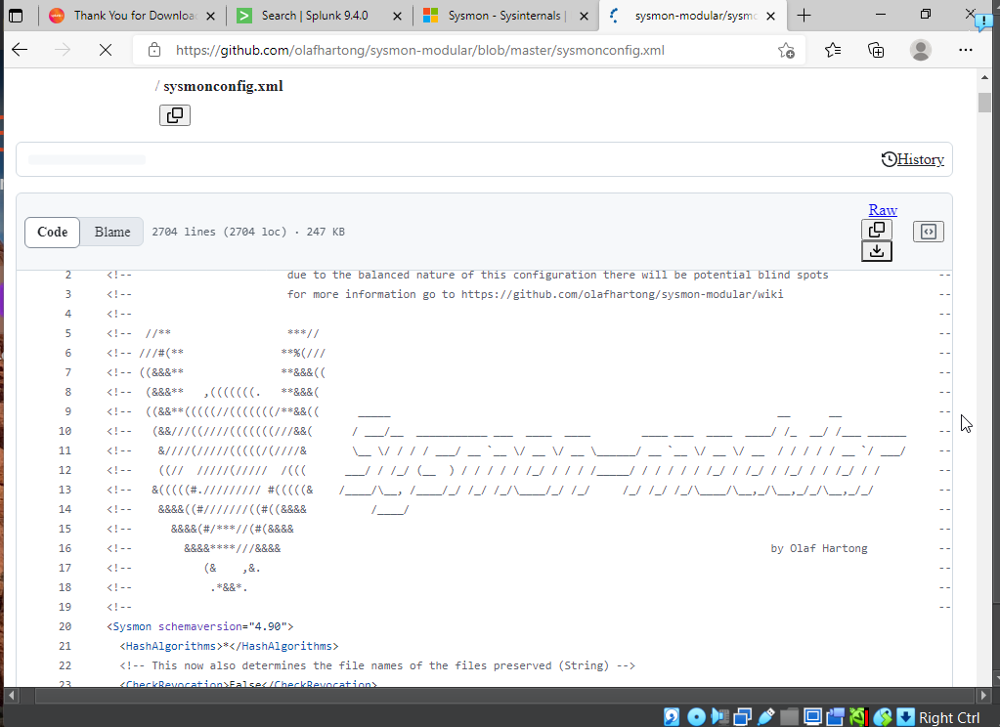 Thank You for Downloa
Search | Splunk 9.4.0
Sysmon - Sysinternals |
sysmon-modular/sysmo
https://github.com/olafhartong/sysmon-modular/blob/master/sysmonconfig.xml
/ sysmonconfig.xml
History
Raw
Code Blame 2704 lines (2704 loc) · 247 KB
2 <!-- due to the balanced nature of this configuration there will be potential blind spots --
3 <!-- for more information go to https://github.com/olafhartong/sysmon-modular/wiki --
4 <!-- --
5 <!-- //** ***// --
6 <!-- ///#(** **%(/// --
7 <!-- ((&&&** **&&&(( --
8 <!-- (&&&** ,(((((((. **&&&( --
9 <!-- ((&&**(((((//(((((((/**&&(( _____ __ __ --
10 <!-- (&&///((////(((((((///&&( / ___/__ __________ ___ ____ ____ ____ ___ ____ ____/ /_ __/ /___ ______ --
11 <!-- &////(/////(((((/(////& \__ \/ / / / ___/ __ `__ \/ __ \/ __ \______/ __ `__ \/ __ \/ __ / / / / / __ `/ ___/ --
12 <!-- ((// /////(///// /((( ___/ / /_/ (__ ) / / / / / /_/ / / / /_____/ / / / / / /_/ / /_/ / /_/ / / /_/ / / --
13 <!-- &(((((#.///////// #(((((& /____/\__, /____/_/ /_/ /_/\____/_/ /_/ /_/ /_/ /_/\____/\__,_/\__,_/_/\__,_/_/ --
14 <!-- &&&&((#///////((#((&&&& /____/ --
15 <!-- &&&&(#/***//(#(&&&& --
16 <!-- &&&&****///&&&& by Olaf Hartong --
17 <!-- (& ,&. --
18 <!-- .*&&*. --
19 <!-- --
20 <Sysmon schemaversion="4.90">
21 <HashAlgorithms>*</HashAlgorithms>
22 <!-- This now also determines the file names of the files preserved (String) -->
23 <CheckRevocation>False</CheckRevocation>
Right Ctrl